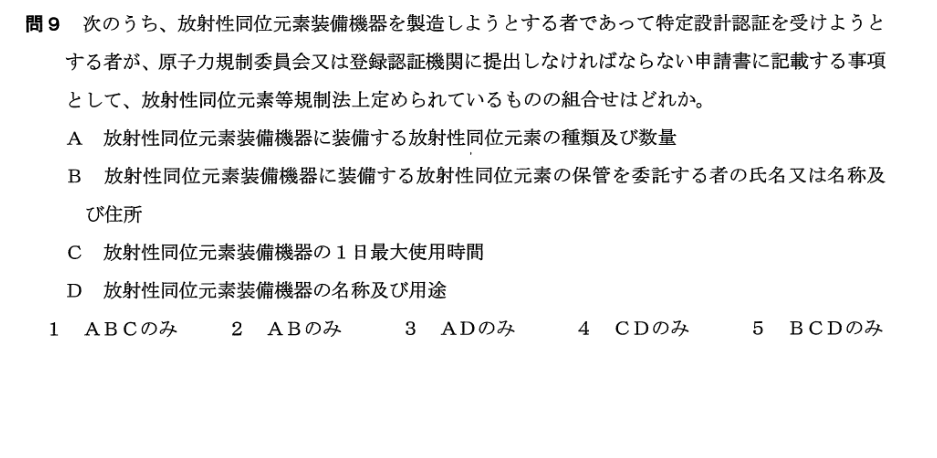 問9 次のうち、放射性同位元素装備機器を製造しようとする者であって特定設計認証を受けようと
する者が、原子力規制委員会又は登録認証機関に提出しなければならない申請書に記載する事項
として、放射性同位元素等規制法上定められているものの組合せはどれか。
A 放射性同位元素装備機器に装備する放射性同位元素の種類及び数量
B 放射性同位元素装備機器に装備する放射性同位元素の保管を委託する者の氏名又は名称及
び住所
C 放射性同位元素装備機器の1日最大使用時間
D 放射性同位元素装備機器の名称及び用途
1 ABCのみ 2 ABのみ 3 ADのみ 4 CDのみ 5 BCDのみ